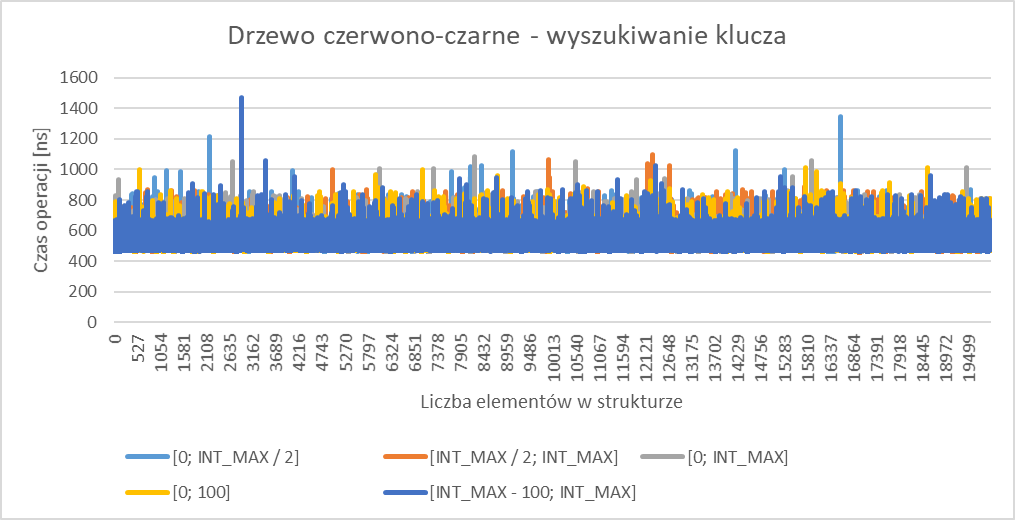 Drzewo czerwono-czarne - wyszukiwanie klucza
Czas operacji [ns]
1600
1400
1200
1000
800
600
400
200
0
0 527 1054 1581 2108 2635 3162 3689 4216 4743 5270 5797 6324 6851 7378 7905 8432 8959 9486 10013 10540 11067 11594 12121 12648 13175 13702 14229 14756 15283 15810 16337 16864 17391 17918 18445 18972 19499
Liczba elementów w strukturze
[0; INT_MAX / 2] [INT_MAX / 2; INT_MAX] [0; INT_MAX]
[0; 100] [INT_MAX - 100; INT_MAX]